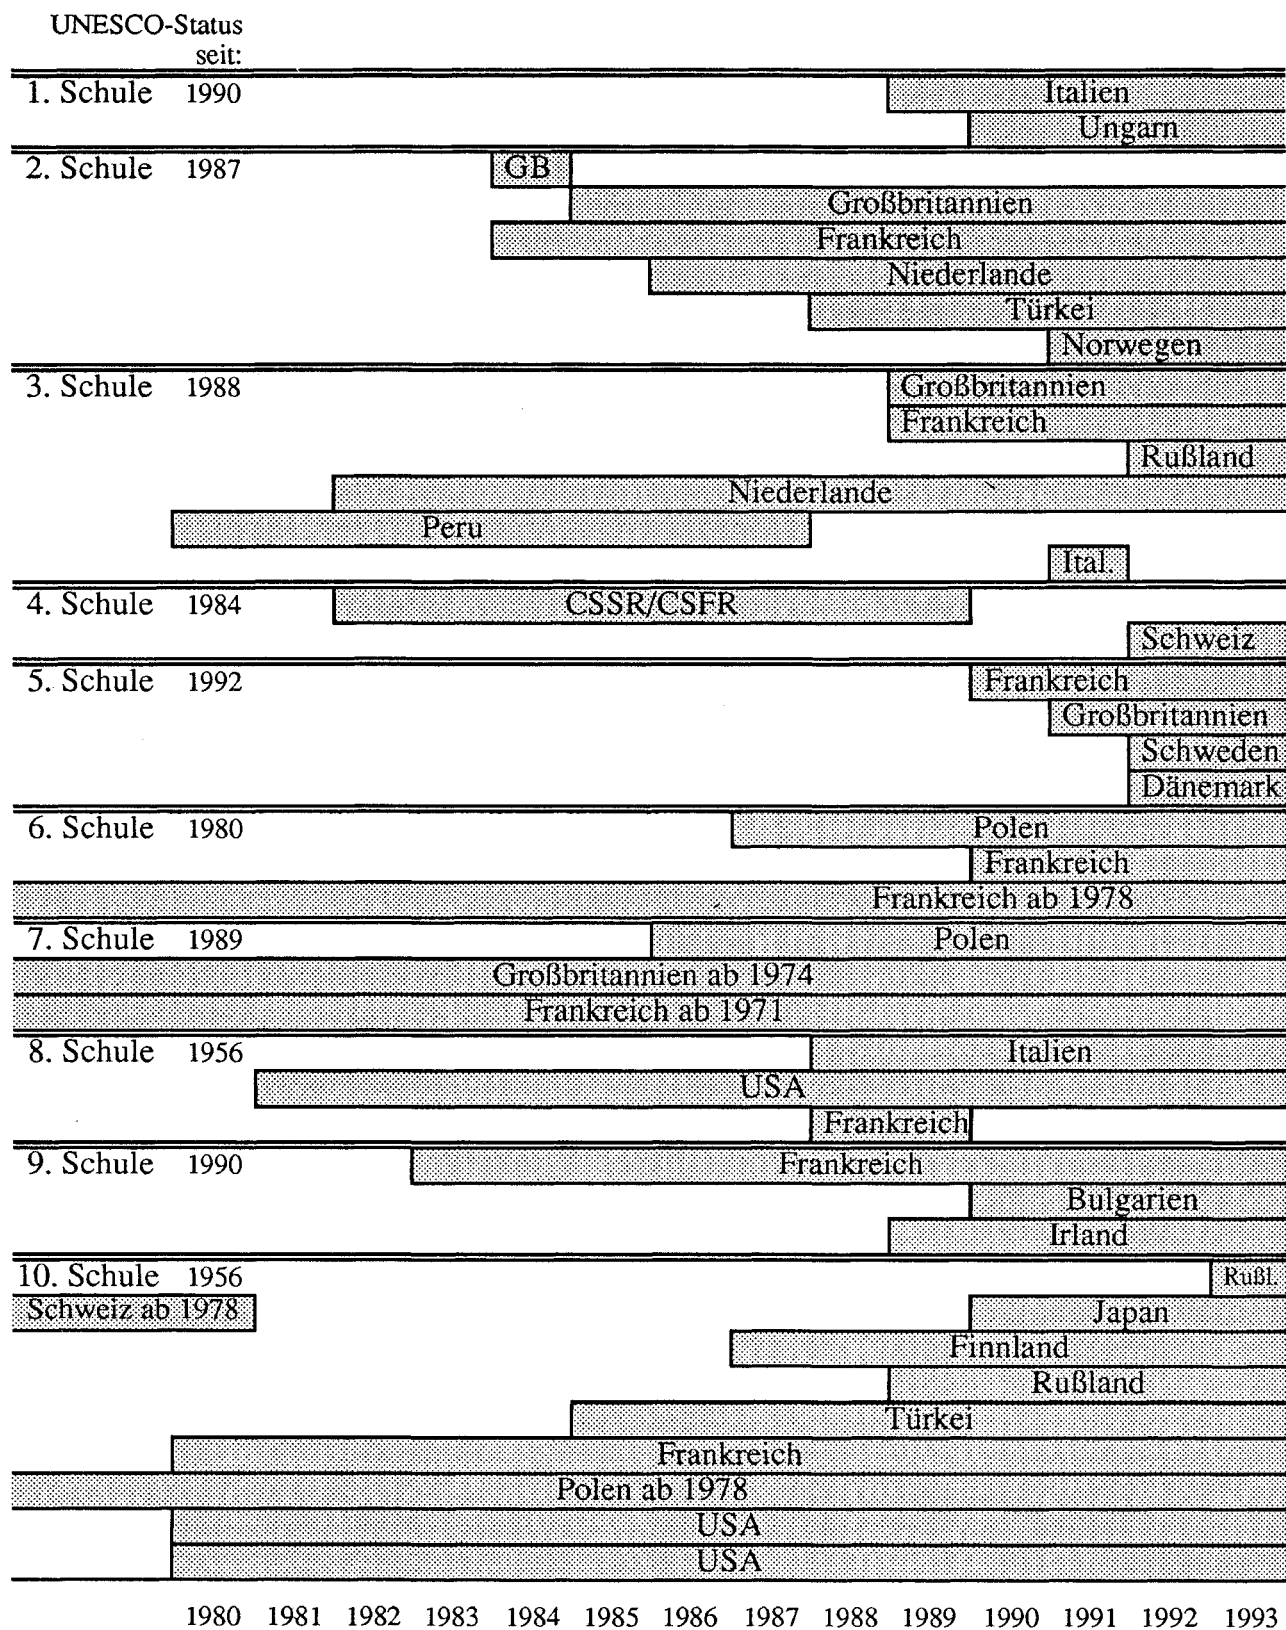 UNESCO-Status
seit:
1. Schule 1990 Italien
Ungarn
2. Schule 1987 GB
Großbritannien
Frankreich
Niederlande
Türkei
Norwegen
3. Schule 1988 Großbritannien
Frankreich
Rußland
Niederlande
Peru
Ital.
4. Schule 1984 CSSR/CSFR
Schweiz
5. Schule 1992 Frankreich
Großbritannien
Schweden
Dänemark
6. Schule 1980 Polen
Frankreich
Frankreich ab 1978
7. Schule 1989 Polen
Großbritannien ab 1974
Frankreich ab 1971
8. Schule 1956 Italien
USA
Frankreich
9. Schule 1990 Frankreich
Bulgarien
Irland
10. Schule 1956 Rußl.
Schweiz ab 1978 Japan
Finnland
Rußland
Türkei
Frankreich
Polen ab 1978
USA
USA
1980 1981 1982 1983 1984 1985 1986 1987 1988 1989 1990 1991 1992 1993